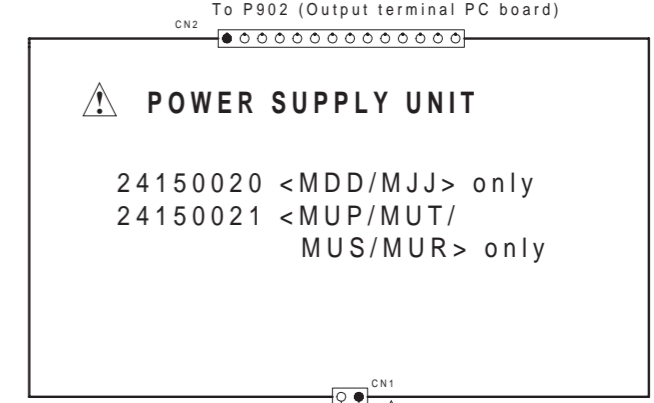 To P902 (Output terminal PC board)
CN2
POWER SUPPLY UNIT
24150020 <MDD/MJJ> only
24150021 <MUP/MUT/
MUS/MUR> only
CN1